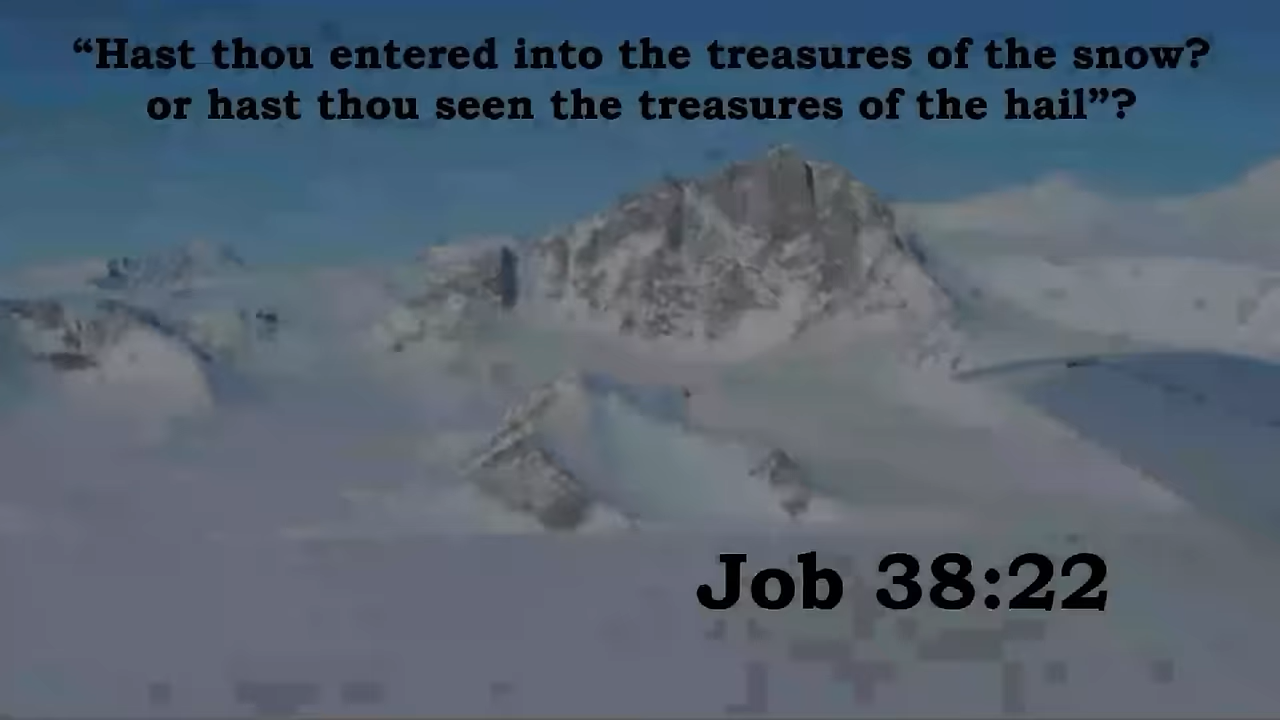 “Hast thou entered into the treasures of the snow?
or hast thou seen the treasures of the hail”?
Job 38:22